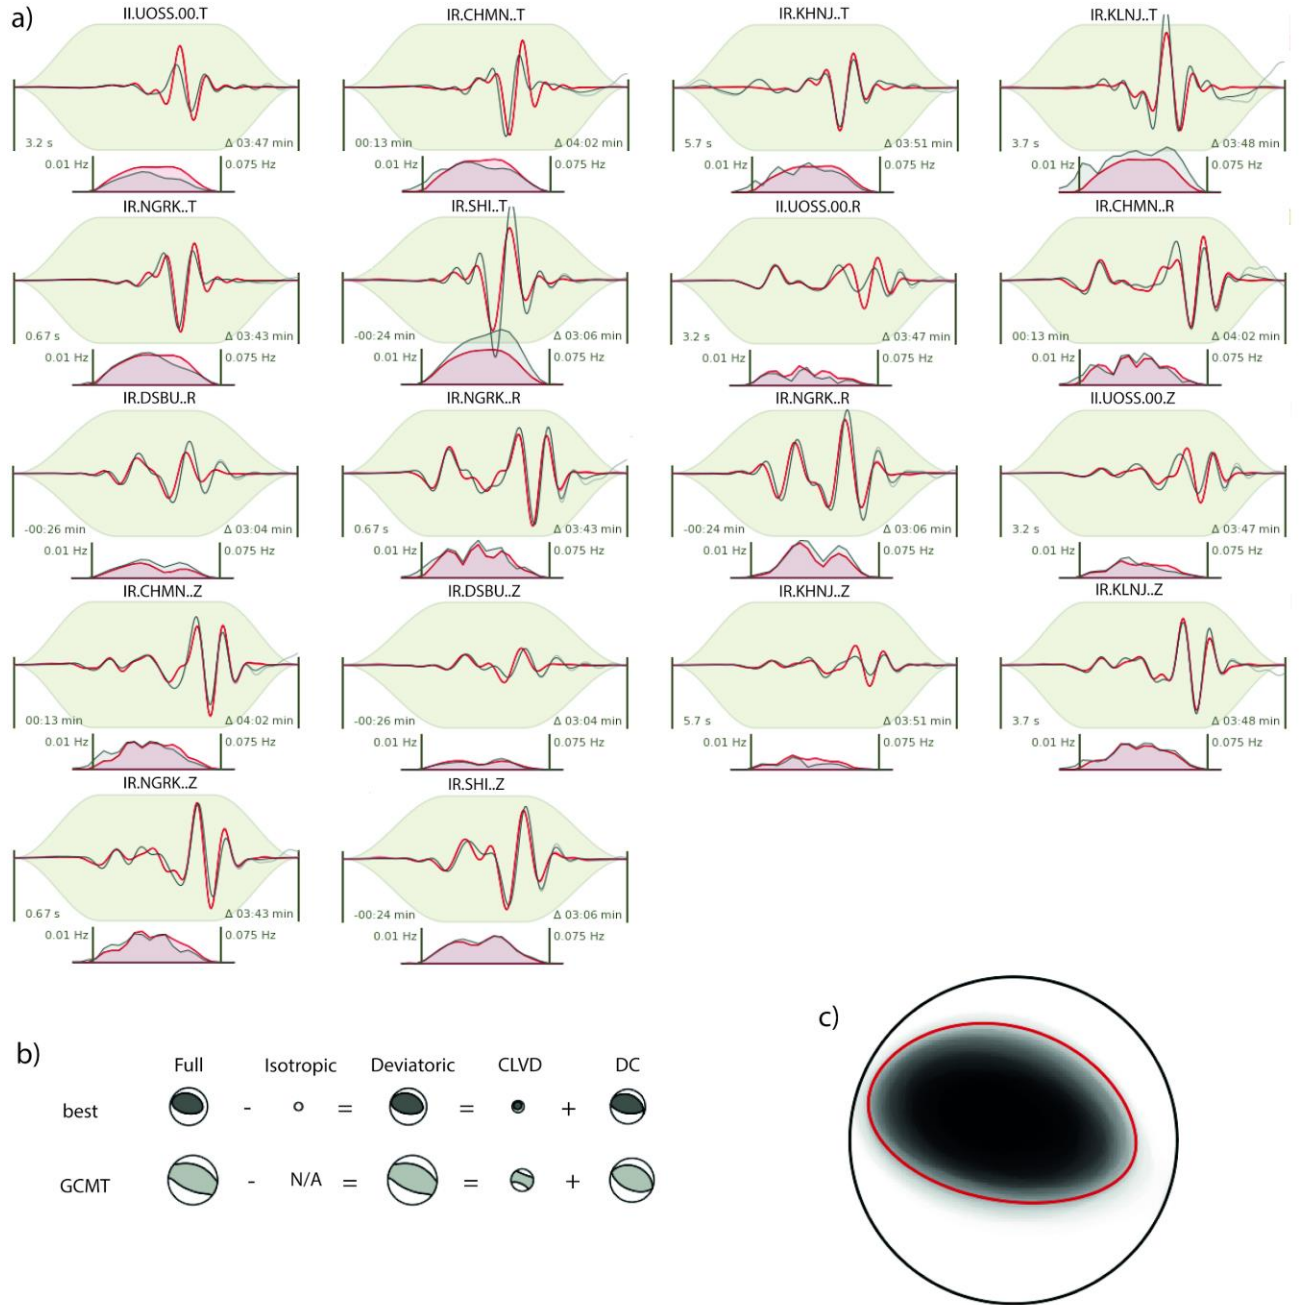 a)
II.UOSS.00.T
3.2 s
Δ 03:47 min
0.01 Hz
0.075 Hz
IR.CHMN..T
00:13 min
Δ 04:02 min
0.01 Hz
0.075 Hz
IR.KHNJ..T
5.7 s
Δ 03:51 min
0.01 Hz
0.075 Hz
IR.KLNJ..T
3.7 s
Δ 03:48 min
0.01 Hz
0.075 Hz
IR.NGRK..T
0.67 s
Δ 03:43 min
0.01 Hz
0.075 Hz
IR.SHI..T
-00:24 min
Δ 03:06 min
0.01 Hz
0.075 Hz
II.UOSS.00.R
3.2 s
Δ 03:47 min
0.01 Hz
0.075 Hz
IR.CHMN..R
00:13 min
Δ 04:02 min
0.01 Hz
0.075 Hz
IR.DSBU..R
-00:26 min
Δ 03:04 min
0.01 Hz
0.075 Hz
IR.NGRK..R
0.67 s
Δ 03:43 min
0.01 Hz
0.075 Hz
IR.NGRK..R
-00:24 min
Δ 03:06 min
0.01 Hz
0.075 Hz
II.UOSS.00.Z
3.2 s
Δ 03:47 min
0.01 Hz
0.075 Hz
IR.CHMN..Z
00:13 min
Δ 04:02 min
0.01 Hz
0.075 Hz
IR.DSBU..Z
-00:26 min
Δ 03:04 min
0.01 Hz
0.075 Hz
IR.KHNJ..Z
5.7 s
Δ 03:51 min
0.01 Hz
0.075 Hz
IR.KLNJ..Z
3.7 s
Δ 03:48 min
0.01 Hz
0.075 Hz
IR.NGRK..Z
0.67 s
Δ 03:43 min
0.01 Hz
0.075 Hz
IR.SHI..Z
-00:24 min
Δ 03:06 min
0.01 Hz
0.075 Hz
b)
Full Isotropic Deviatoric CLVD DC
best - = = +
GCMT - N/A = = +
c)